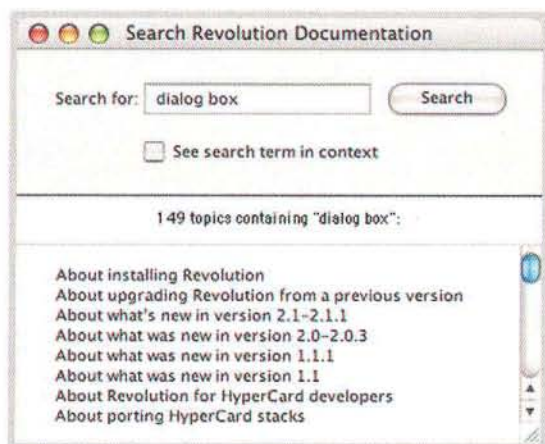 Search Revolution Documentation
Search for: dialog box Search
See search term in context
149 topics containing "dialog box":
About installing Revolution
About upgrading Revolution from a previous version
About what's new in version 2.1-2.1.1
About what was new in version 2.0-2.0.3
About what was new in version 1.1.1
About what was new in version 1.1
About Revolution for HyperCard developers
About porting HyperCard stacks